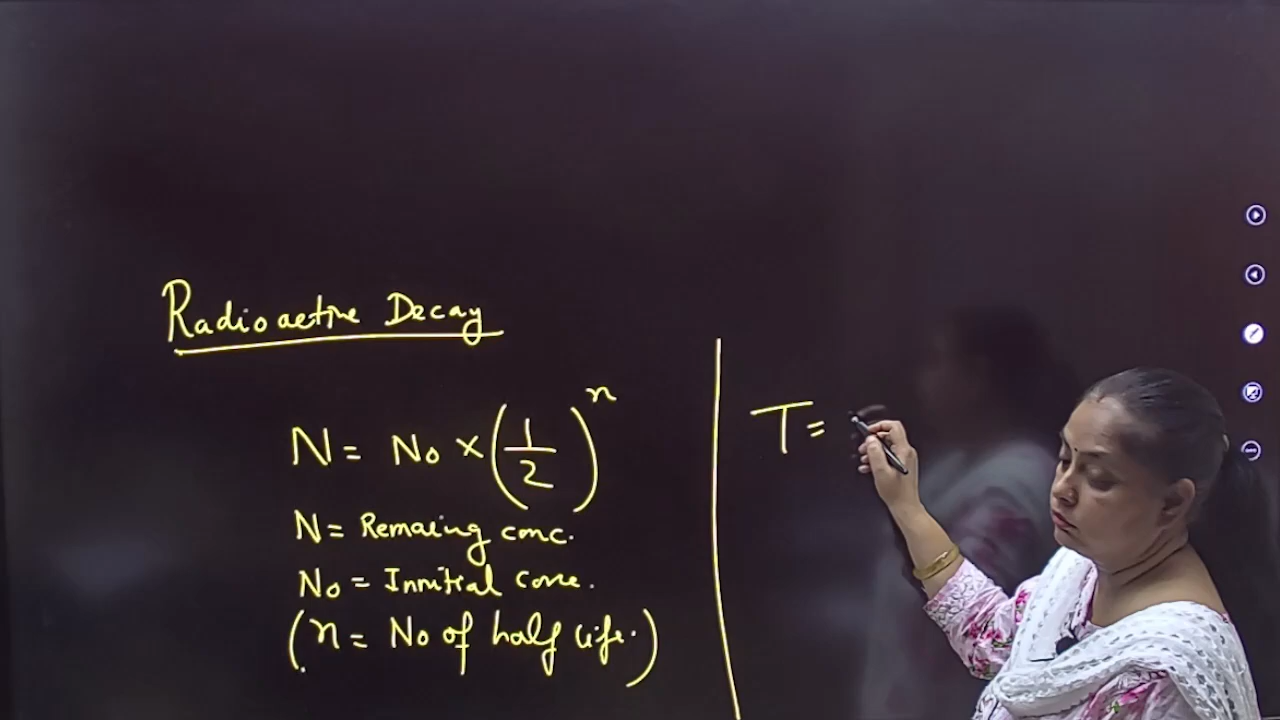 Radioactive Decay
N = No × (1/2)^n
N = Remaing conc.
No = Innitial conc.
(n = No of half life.)
T =